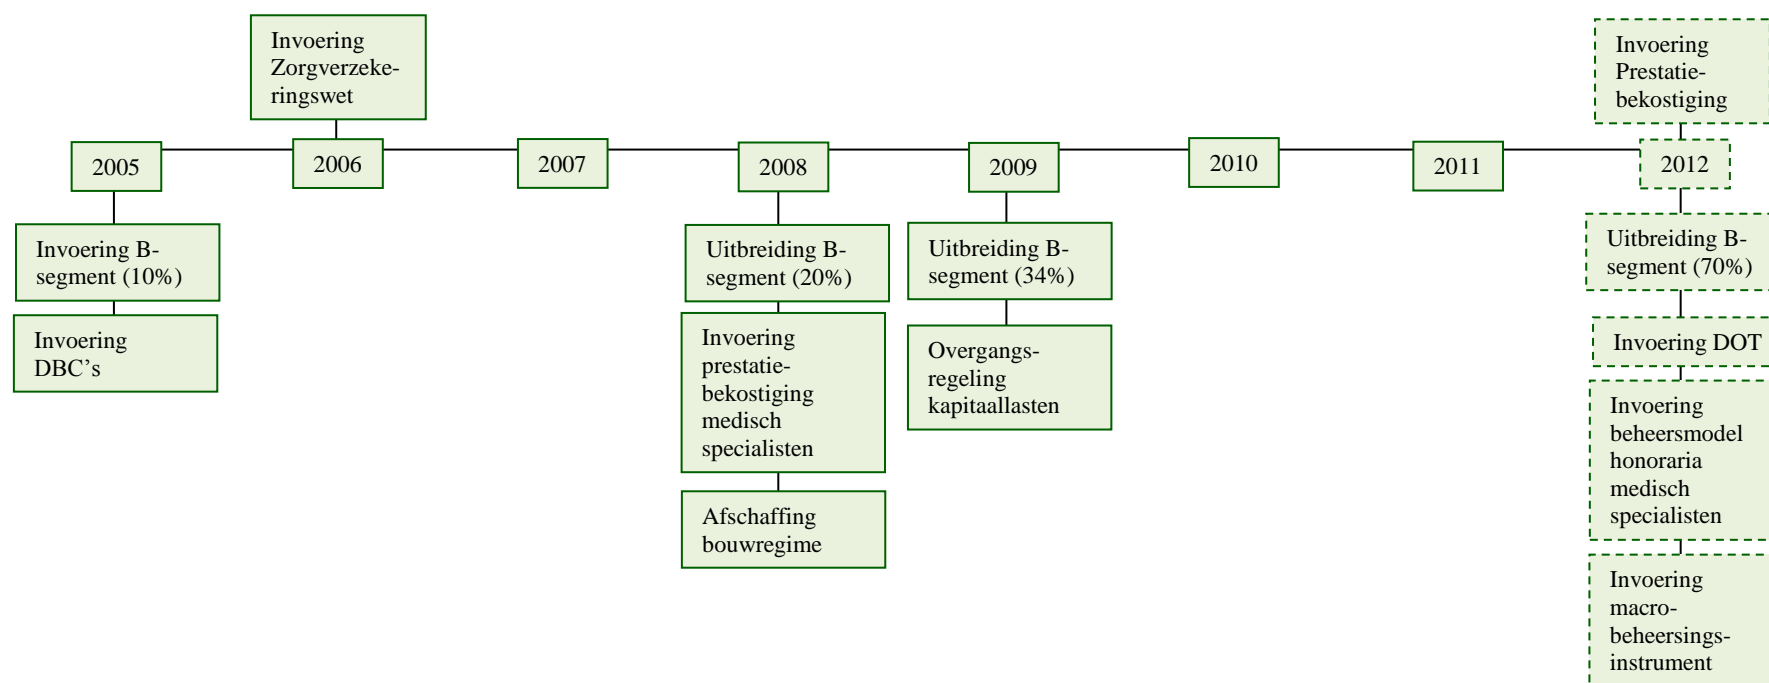 Invoering
Zorgverzeke-
ringswet
Invoering
Prestatie-
bekostiging
2005
2006
2007
2008
2009
2010
2011
2012
Invoering B-
segment (10%)
Invoering
DBC's
Uitbreiding B-
segment (20%)
Invoering
prestatie-
bekostiging
medisch
specialisten
Afschaffing
bouwregime
Uitbreiding B-
segment (34%)
Overgangs-
regeling
kapitaallasten
Uitbreiding B-
segment (70%)
Invoering DOT
Invoering
beheersmodel
honoraria
medisch
specialisten
Invoering
macro-
beheersings-
instrument